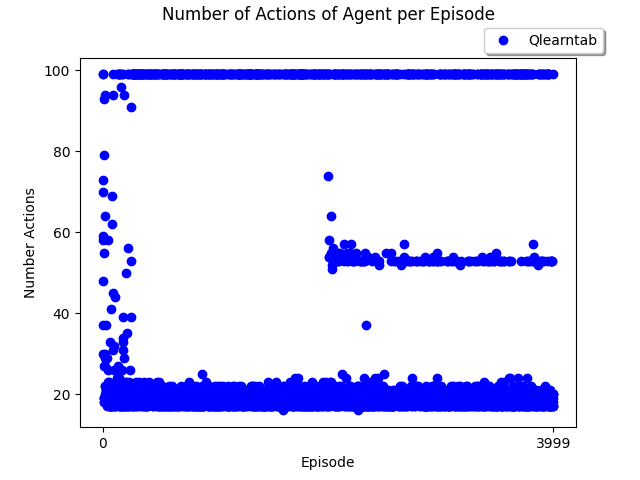 Number of Actions of Agent per Episode
Qlearntab
100
80
60
40
20
Number Actions
0
3999
Episode